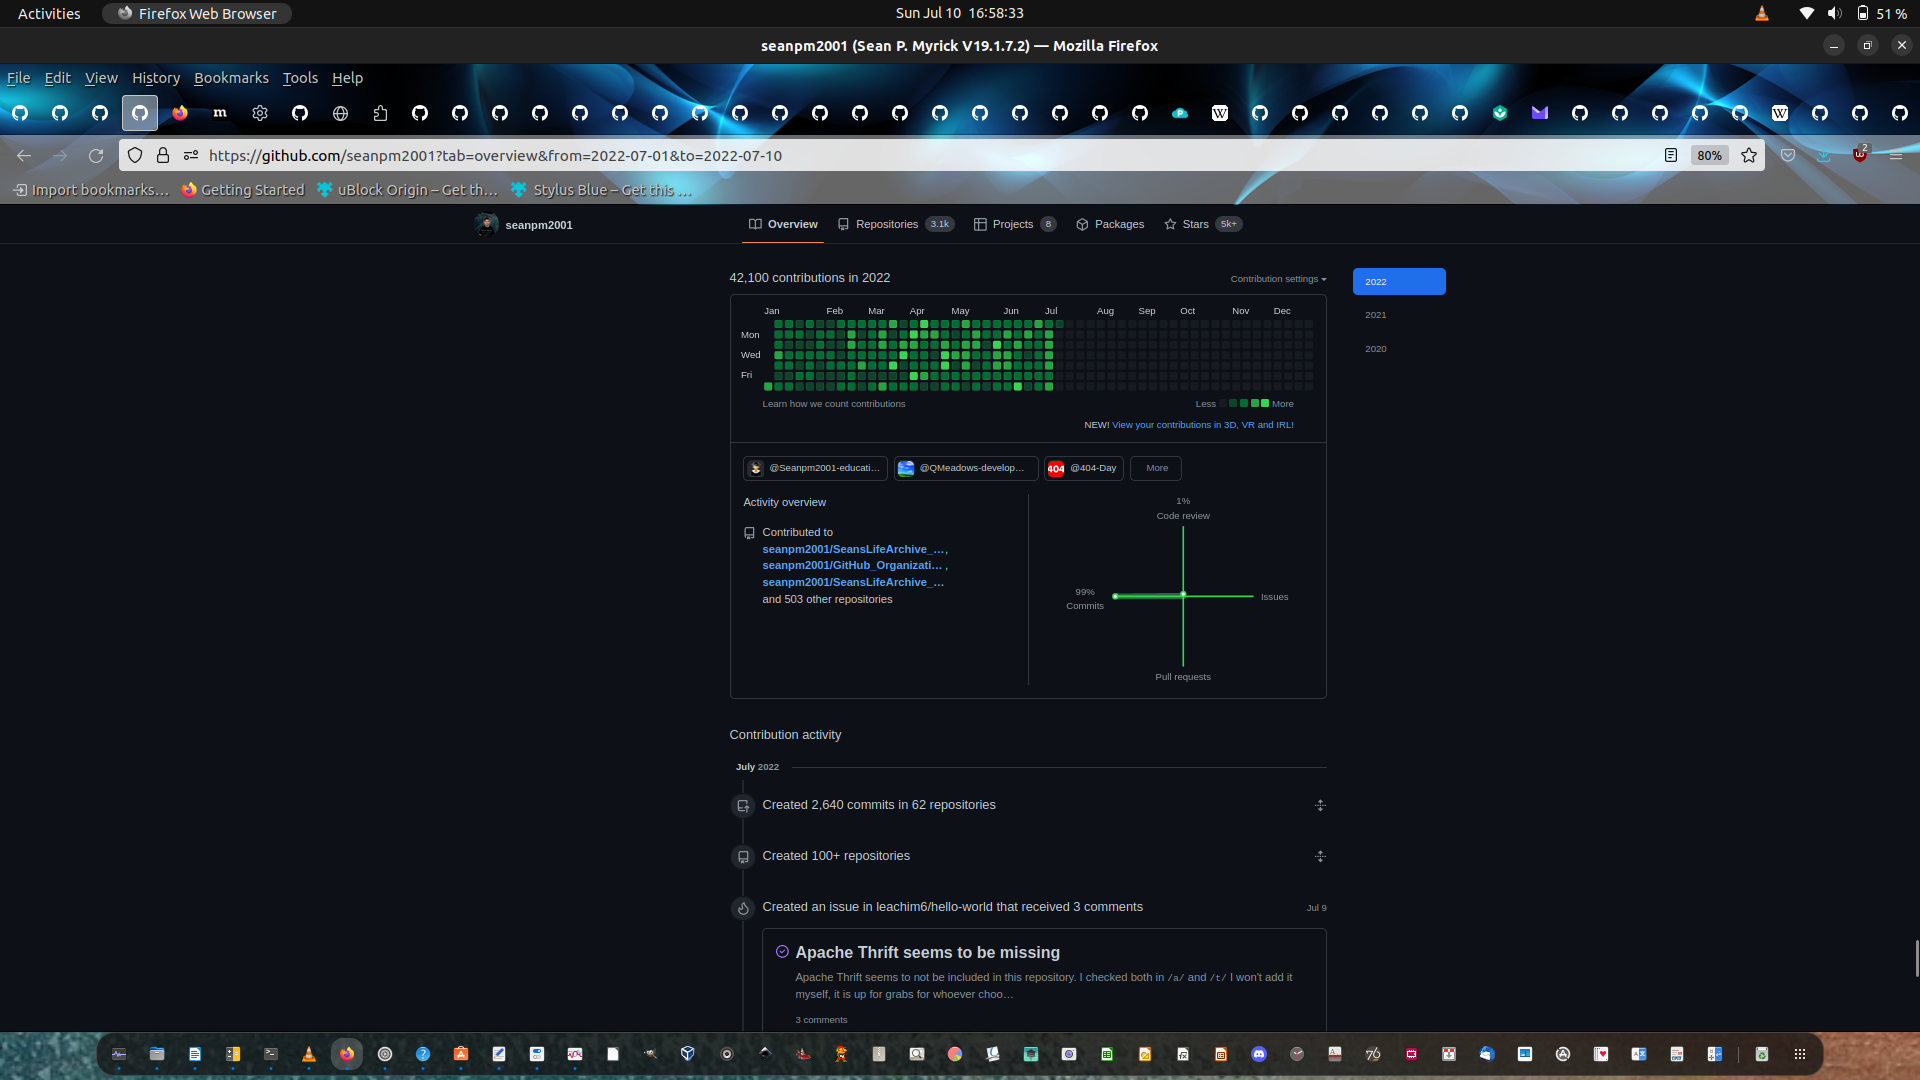 Activities
Firefox Web Browser
Sun Jul 10 16:58:33
51 %
seanpm2001 (Sean P. Myrick V19.1.7.2) — Mozilla Firefox
File Edit View History Bookmarks Tools Help
https://github.com/seanpm2001?tab=overview&from=2022-07-01&to=2022-07-10
80%
2
Import bookmarks… Getting Started uBlock Origin – Get th… Stylus Blue – Get this …
seanpm2001
Overview Repositories 3.1k Projects 8 Packages Stars 5k+
42,100 contributions in 2022
Contribution settings
2022
2021
2020
Jan Feb Mar Apr May Jun Jul Aug Sep Oct Nov Dec
Mon
Wed
Fri
Learn how we count contributions
Less More
NEW! View your contributions in 3D, VR and IRL!
@Seanpm2001-educati… @QMeadows-develop… 404 @404-Day More
Activity overview
Contributed to
seanpm2001/SeansLifeArchive_…,
seanpm2001/GitHub_Organizati… ,
seanpm2001/SeansLifeArchive_…
and 503 other repositories
1%
Code review
99%
Commits
Issues
Pull requests
Contribution activity
July 2022
Created 2,640 commits in 62 repositories
Created 100+ repositories
Created an issue in leachim6/hello-world that received 3 comments
Jul 9
Apache Thrift seems to be missing
Apache Thrift seems to not be included in this repository. I checked both in /a/ and /t/ I won't add it
myself, it is up for grabs for whoever choo…
3 comments